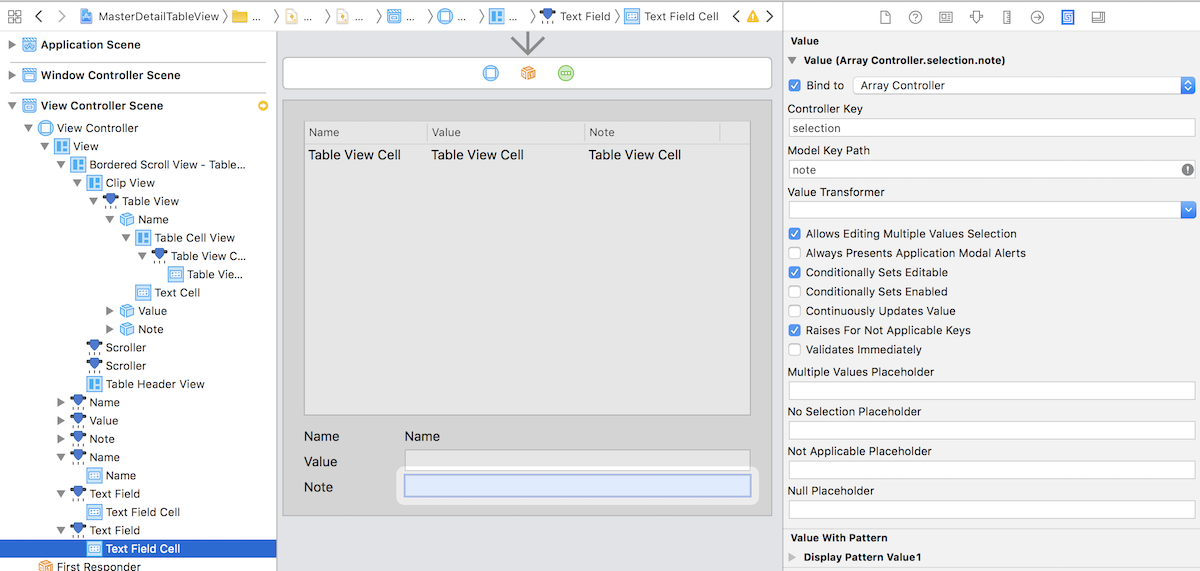 MasterDetailTableView
...
...
...
...
...
...
Text Field
Text Field Cell
Application Scene
Window Controller Scene
View Controller Scene
View Controller
View
Bordered Scroll View - Table...
Clip View
Table View
Name
Table Cell View
Table View C...
Table Vie...
Text Cell
Value
Note
Scroller
Scroller
Table Header View
Name
Value
Note
Name
Name
Text Field
Text Field Cell
Text Field
Text Field Cell
First Responder
Name Value Note
Table View Cell Table View Cell Table View Cell
Name Name
Value
Note
Value
Value (Array Controller.selection.note)
Bind to Array Controller
Controller Key
selection
Model Key Path
note
Value Transformer
Allows Editing Multiple Values Selection
Always Presents Application Modal Alerts
Conditionally Sets Editable
Conditionally Sets Enabled
Continuously Updates Value
Raises For Not Applicable Keys
Validates Immediately
Multiple Values Placeholder
No Selection Placeholder
Not Applicable Placeholder
Null Placeholder
Value With Pattern
Display Pattern Value1